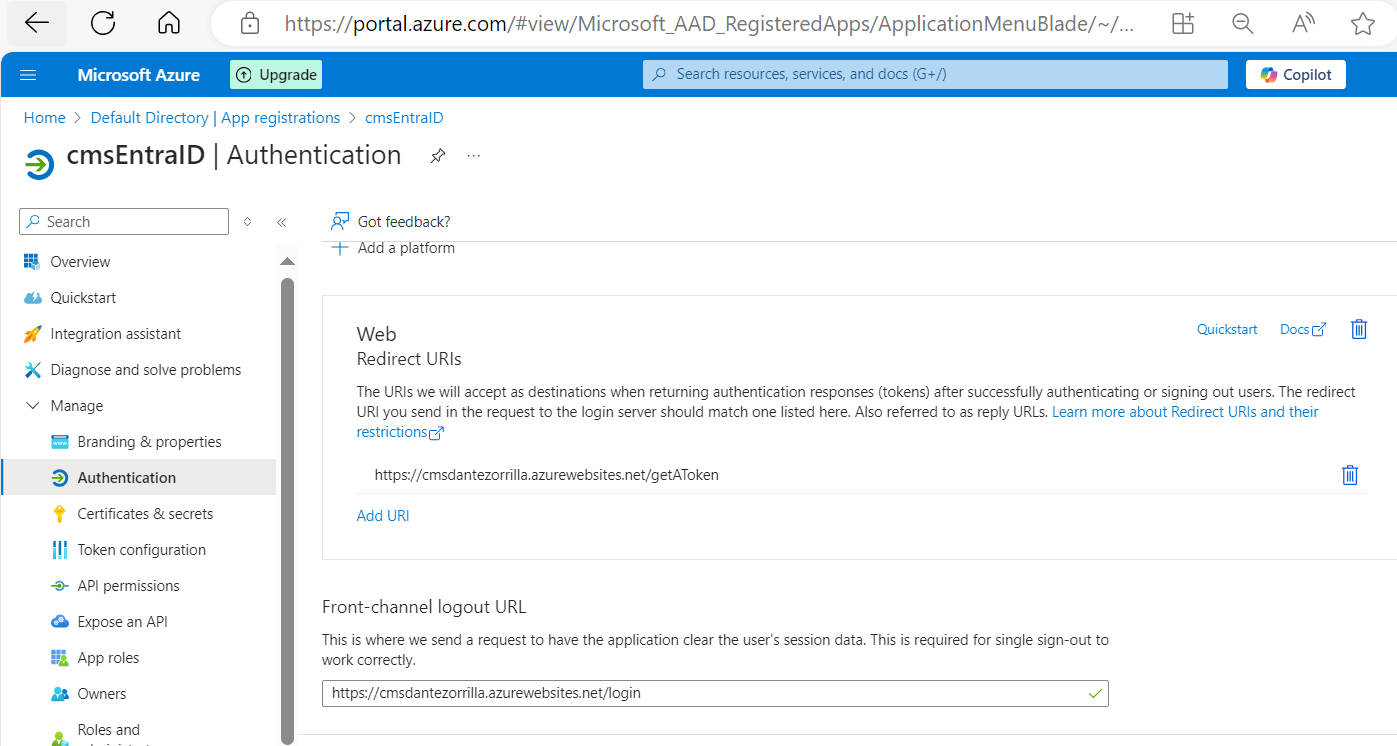 https://portal.azure.com/#view/Microsoft_AAD_RegisteredApps/ApplicationMenuBlade/~/...
Microsoft Azure
Upgrade
Search resources, services, and docs (G+/)
Copilot
Home > Default Directory | App registrations > cmsEntraID
cmsEntraID | Authentication
...
Search
Got feedback?
Add a platform
Overview
Quickstart
Integration assistant
Diagnose and solve problems
Manage
Branding & properties
Authentication
Certificates & secrets
Token configuration
API permissions
Expose an API
App roles
Owners
Roles and
Web
Quickstart
Docs
Redirect URIs
The URIs we will accept as destinations when returning authentication responses (tokens) after successfully authenticating or signing out users. The redirect
URI you send in the request to the login server should match one listed here. Also referred to as reply URLs. Learn more about Redirect URIs and their
restrictions
https://cmsdantezorrilla.azurewebsites.net/getAToken
Add URI
Front-channel logout URL
This is where we send a request to have the application clear the user's session data. This is required for single sign-out to
work correctly.
https://cmsdantezorrilla.azurewebsites.net/login